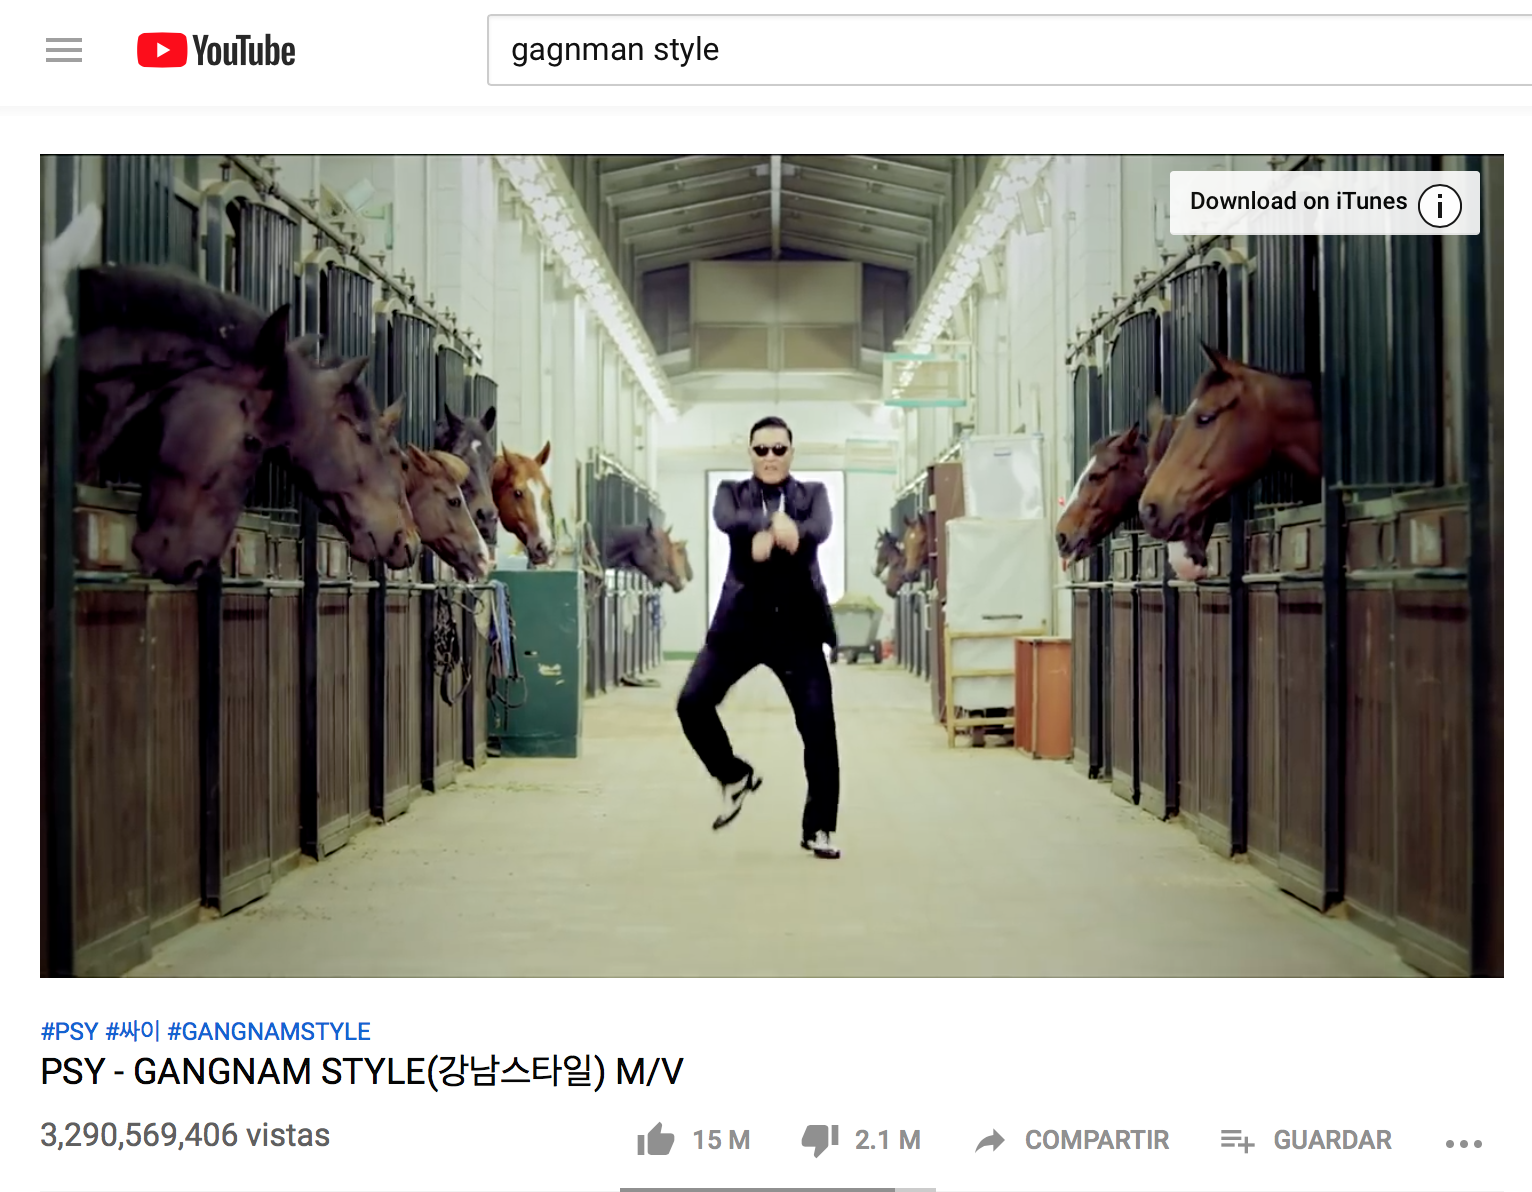 YouTube
gagnman style
Download on iTunes
#PSY #싸이 #GANGNAMSTYLE
PSY - GANGNAM STYLE(강남스타일) M/V
3,290,569,406 vistas
15 M
2.1 M
COMPARTIR
GUARDAR